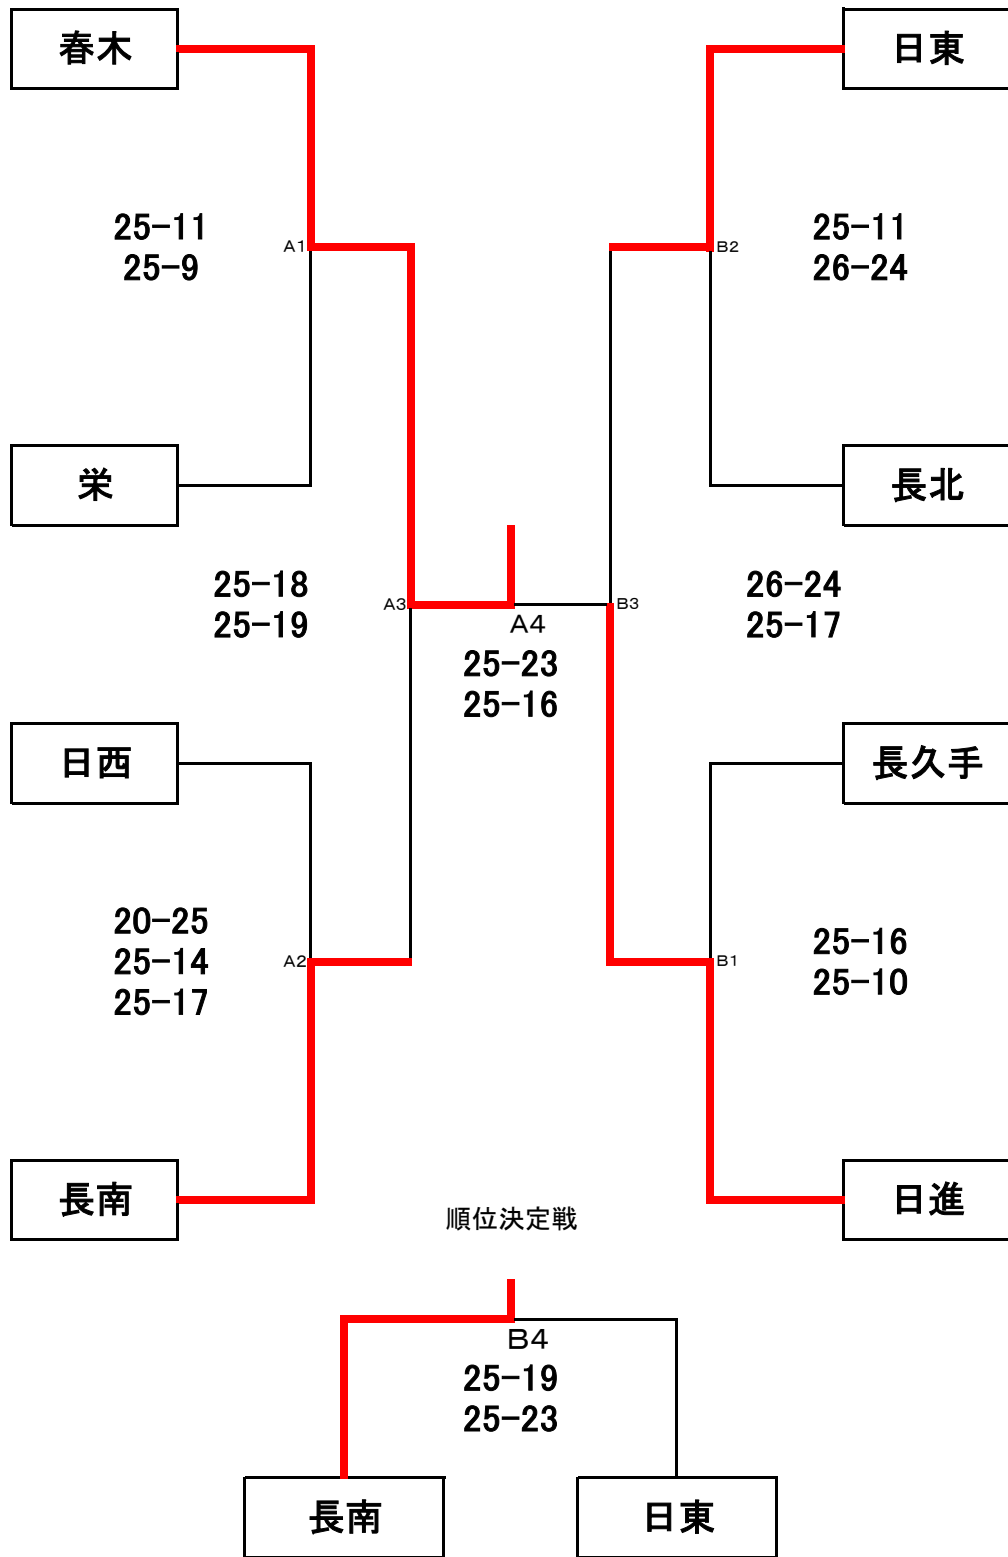 春木
日東
25-11
25-9
A1
B2
25-11
26-24
栄
長北
25-18
25-19
A3
A4
25-23
25-16
B3
26-24
25-17
日西
長久手
20-25
25-14
25-17
A2
B1
25-16
25-10
長南
日進
順位決定戦
B4
25-19
25-23
長南
日東